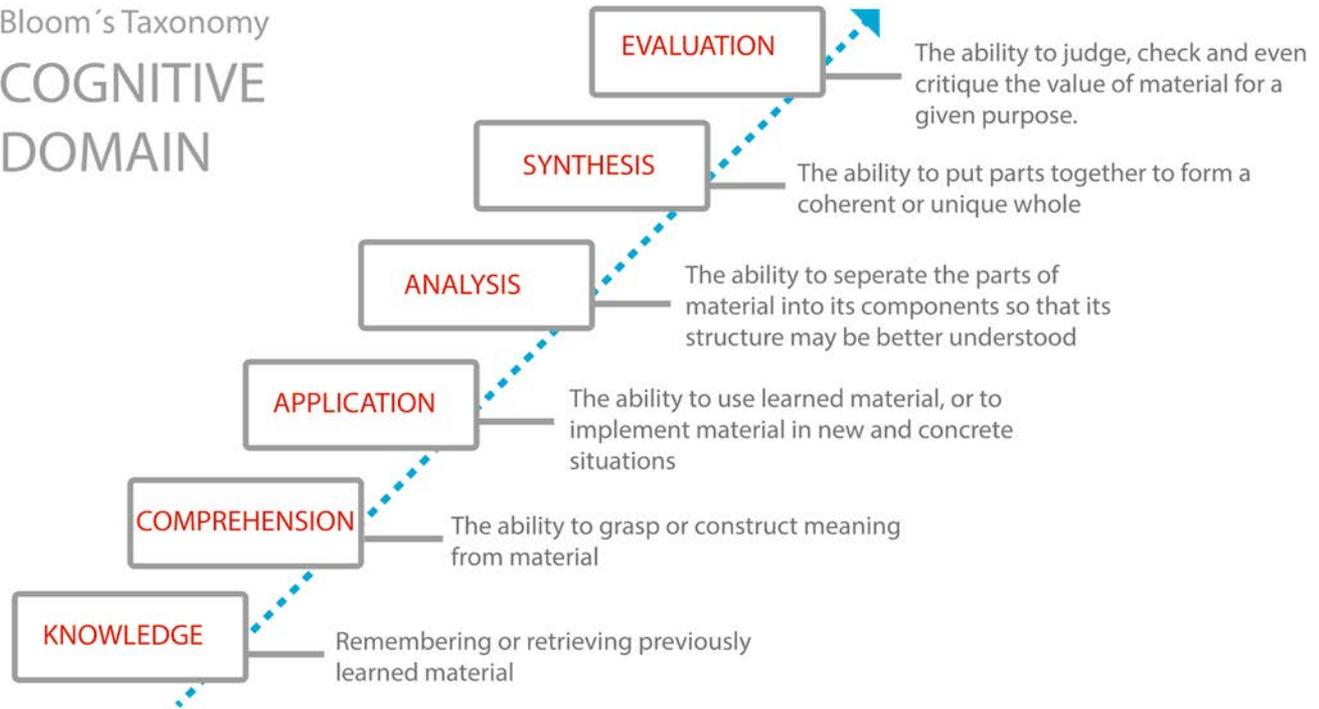 Bloom´s Taxonomy
COGNITIVE
DOMAIN
EVALUATION
The ability to judge, check and even
critique the value of material for a
given purpose.
SYNTHESIS
The ability to put parts together to form a
coherent or unique whole
ANALYSIS
The ability to seperate the parts of
material into its components so that its
structure may be better understood
APPLICATION
The ability to use learned material, or to
implement material in new and concrete
situations
COMPREHENSION
The ability to grasp or construct meaning
from material
KNOWLEDGE
Remembering or retrieving previously
learned material